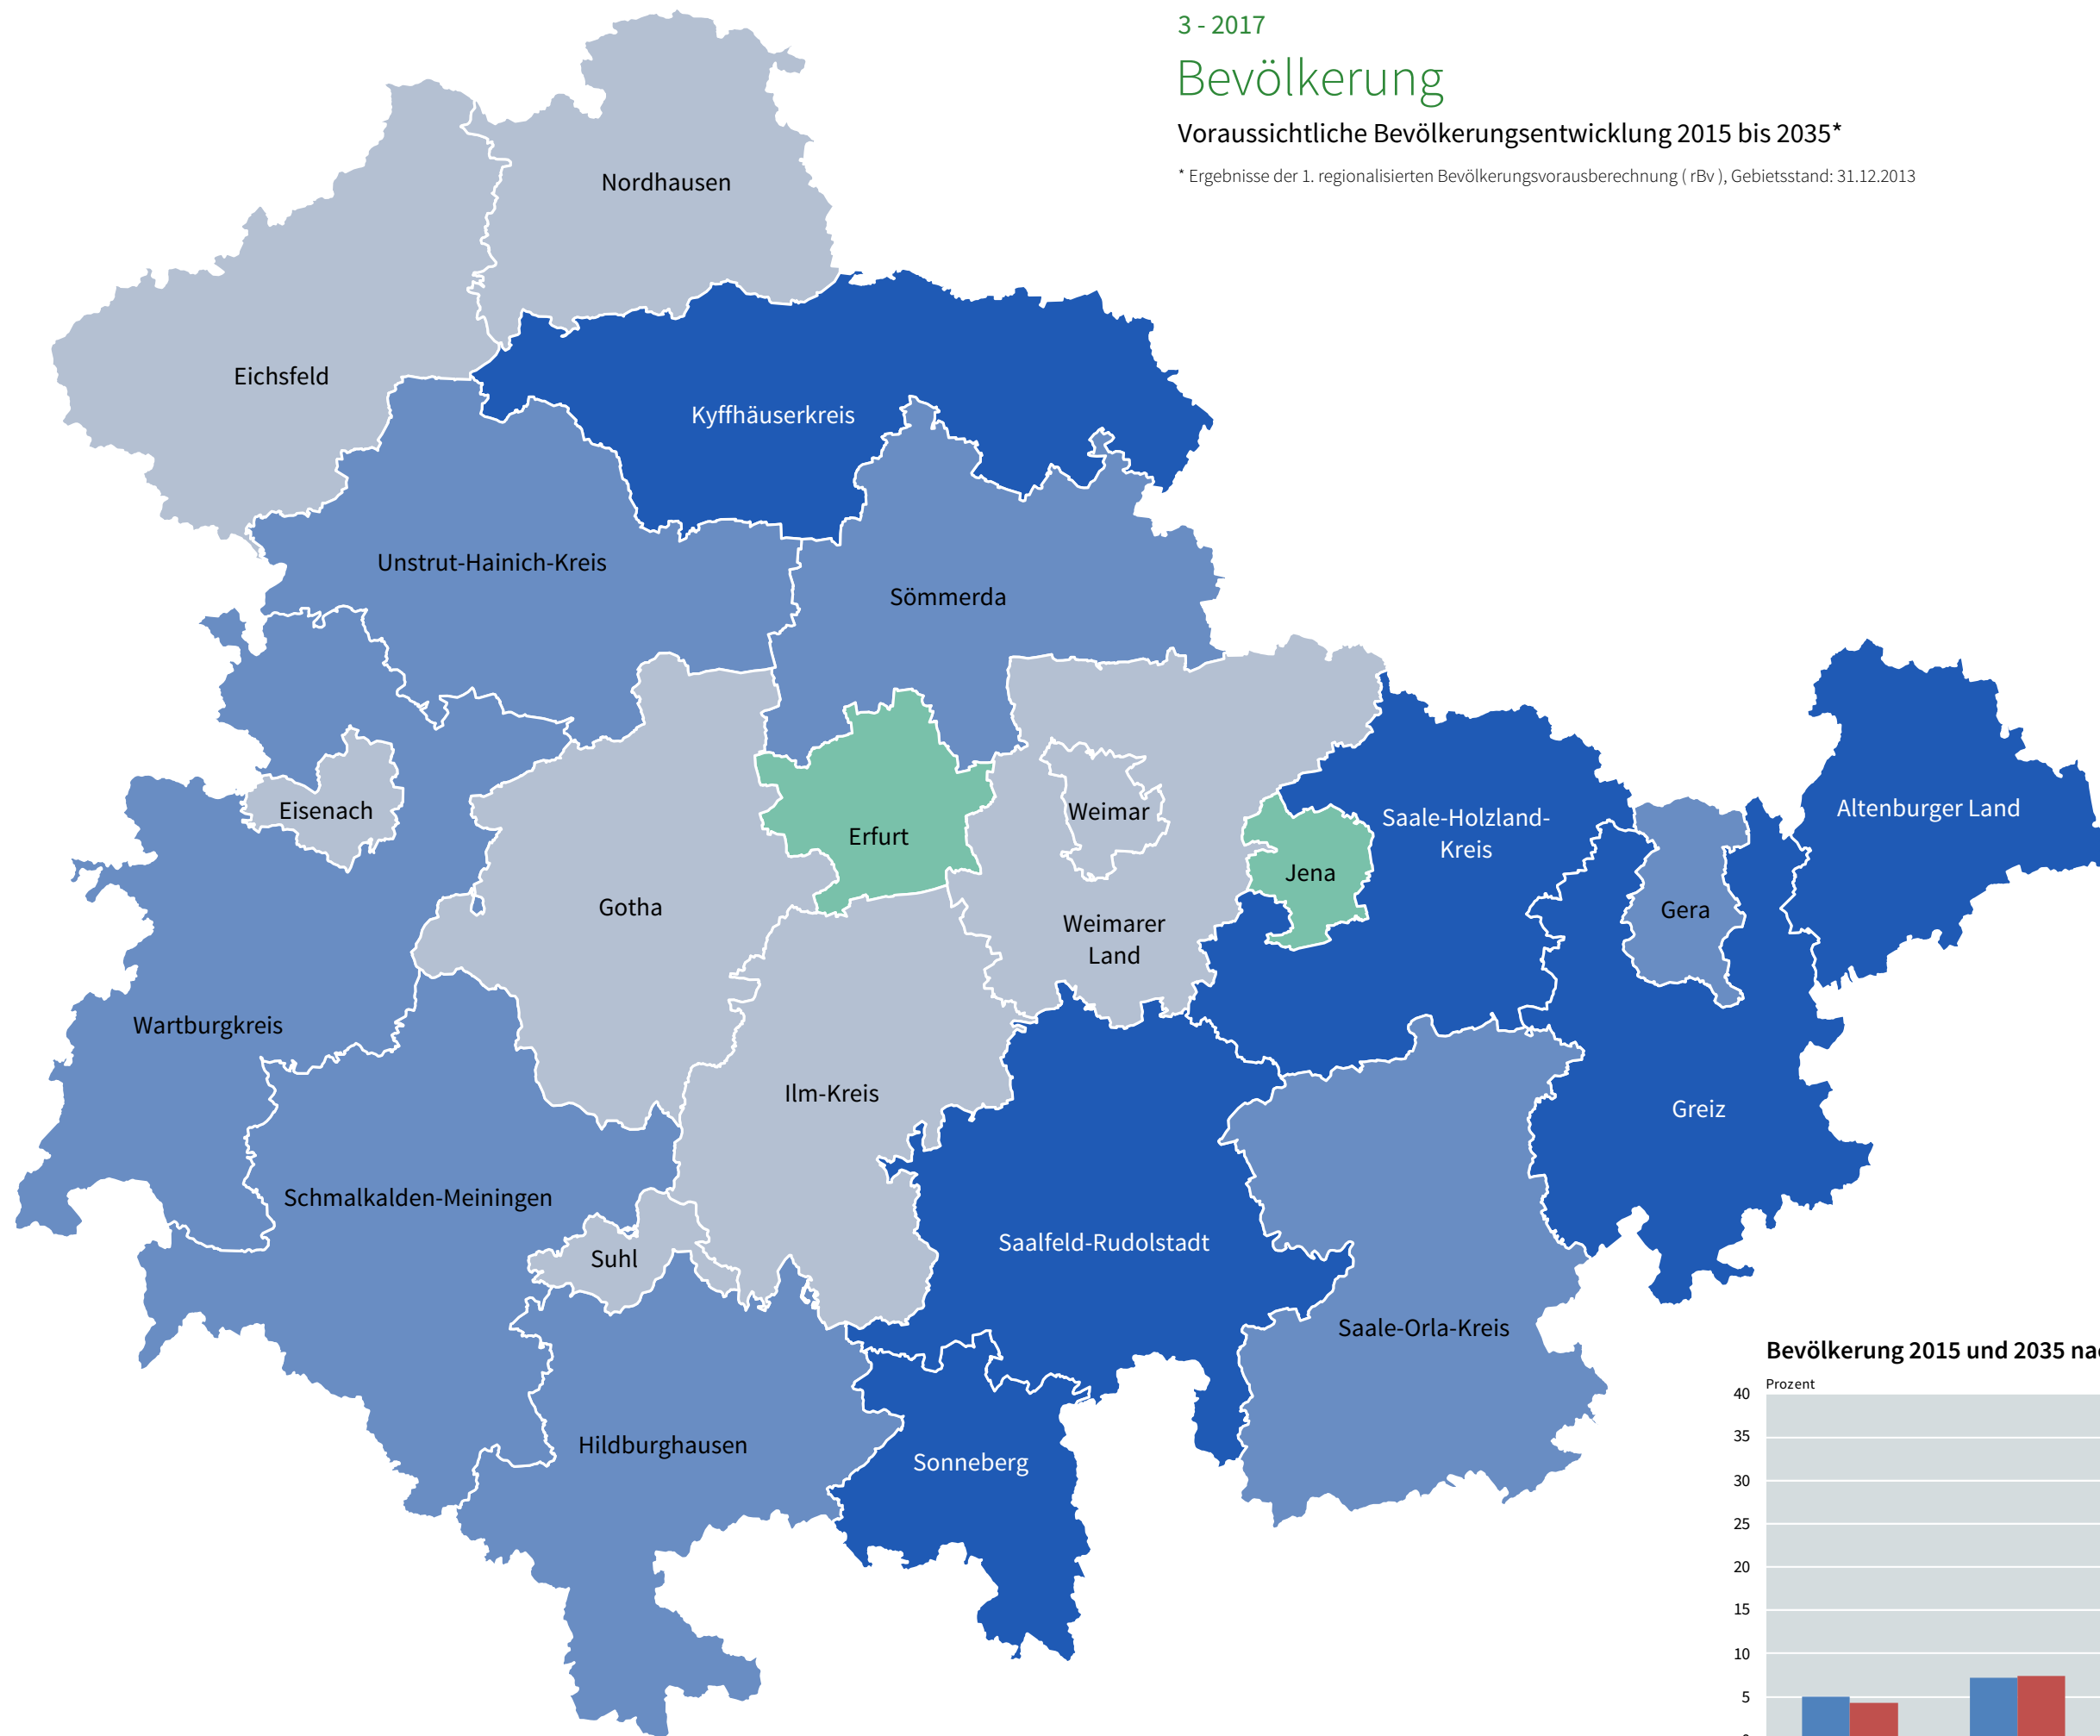 3 - 2017
Bevölkerung
Voraussichtliche Bevölkerungsentwicklung 2015 bis 2035*
* Ergebnisse der 1. regionalisierten Bevölkerungsvorausberechnung ( rBv ), Gebietsstand: 31.12.2013
Nordhausen
Eichsfeld
Kyffhäuserkreis
Unstrut-Hainich-Kreis
Sömmerda
Eisenach
Erfurt
Weimar
Saale-Holzland-
Kreis
Altenburger Land
Jena
Gotha
Weimarer
Land
Gera
Wartburgkreis
Ilm-Kreis
Greiz
Schmalkalden-Meiningen
Suhl
Saalfeld-Rudolstadt
Saale-Orla-Kreis
Hildburghausen
Sonneberg
Bevölkerung 2015 und 2035
Prozent
40
35
30
25
20
15
10
5